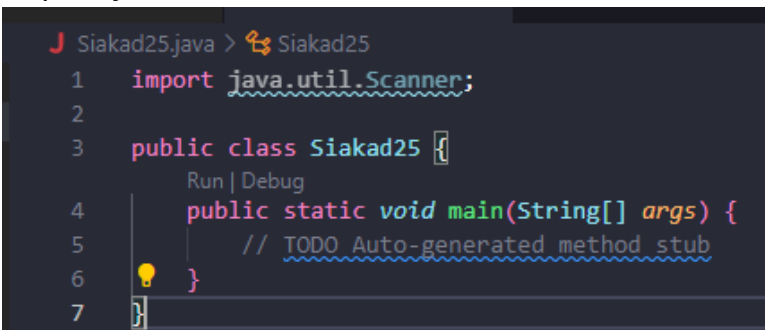 J Siakad25.java > Siakad25
1 import java.util.Scanner;
2
3 public class Siakad25 {
Run | Debug
4 public static void main(String[] args) {
5 // TODO Auto-generated method stub
6 }
7 }